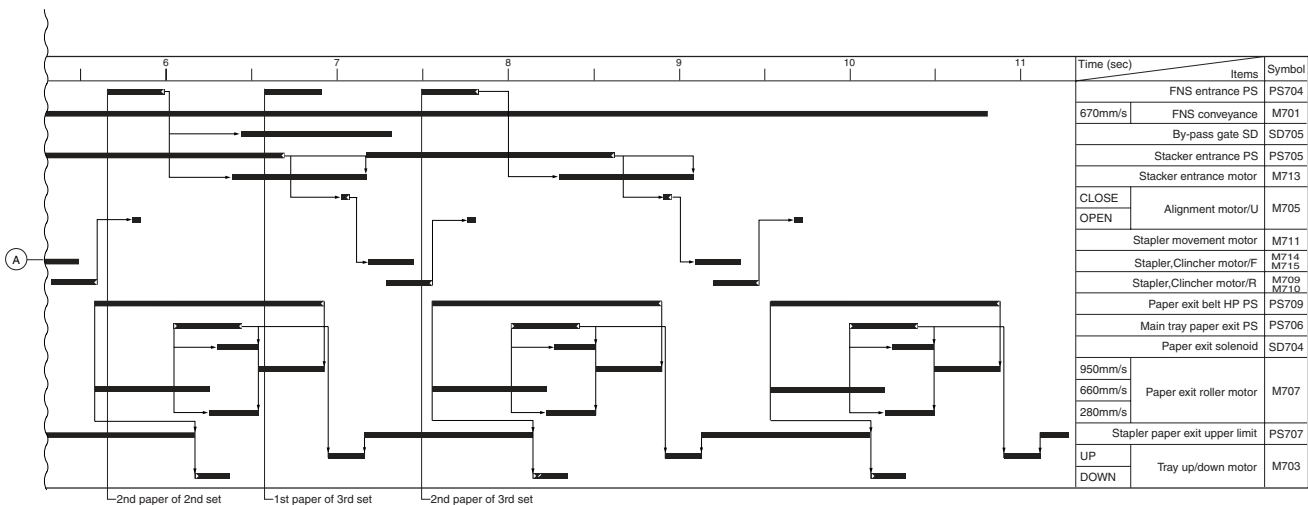 6 7 8 9 10 11 Time (sec) Items Symbol
FNS entrance PS PS704
670mm/s FNS conveyance M701
By-pass gate SD SD705
Stacker entrance PS PS705
Stacker entrance motor M713
CLOSE
Alignment motor/U M705
OPEN
Stapler movement motor M711
A
Stapler,Clincher motor/F M714
M715
Stapler,Clincher motor/R M709
M710
Paper exit belt HP PS PS709
Main tray paper exit PS PS706
Paper exit solenoid SD704
950mm/s
660mm/s Paper exit roller motor M707
280mm/s
Stapler paper exit upper limit PS707
UP
Tray up/down motor M703
DOWN
2nd paper of 2nd set 1st paper of 3rd set 2nd paper of 3rd set